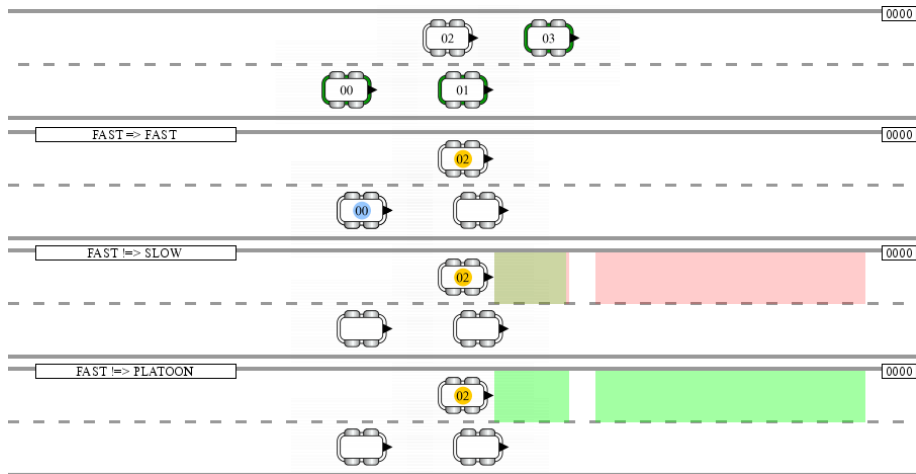 0000
02 03
00 01
FAST => FAST 0000
02
00
FAST !=> SLOW 0000
02
FAST !=> PLATOON 0000
02